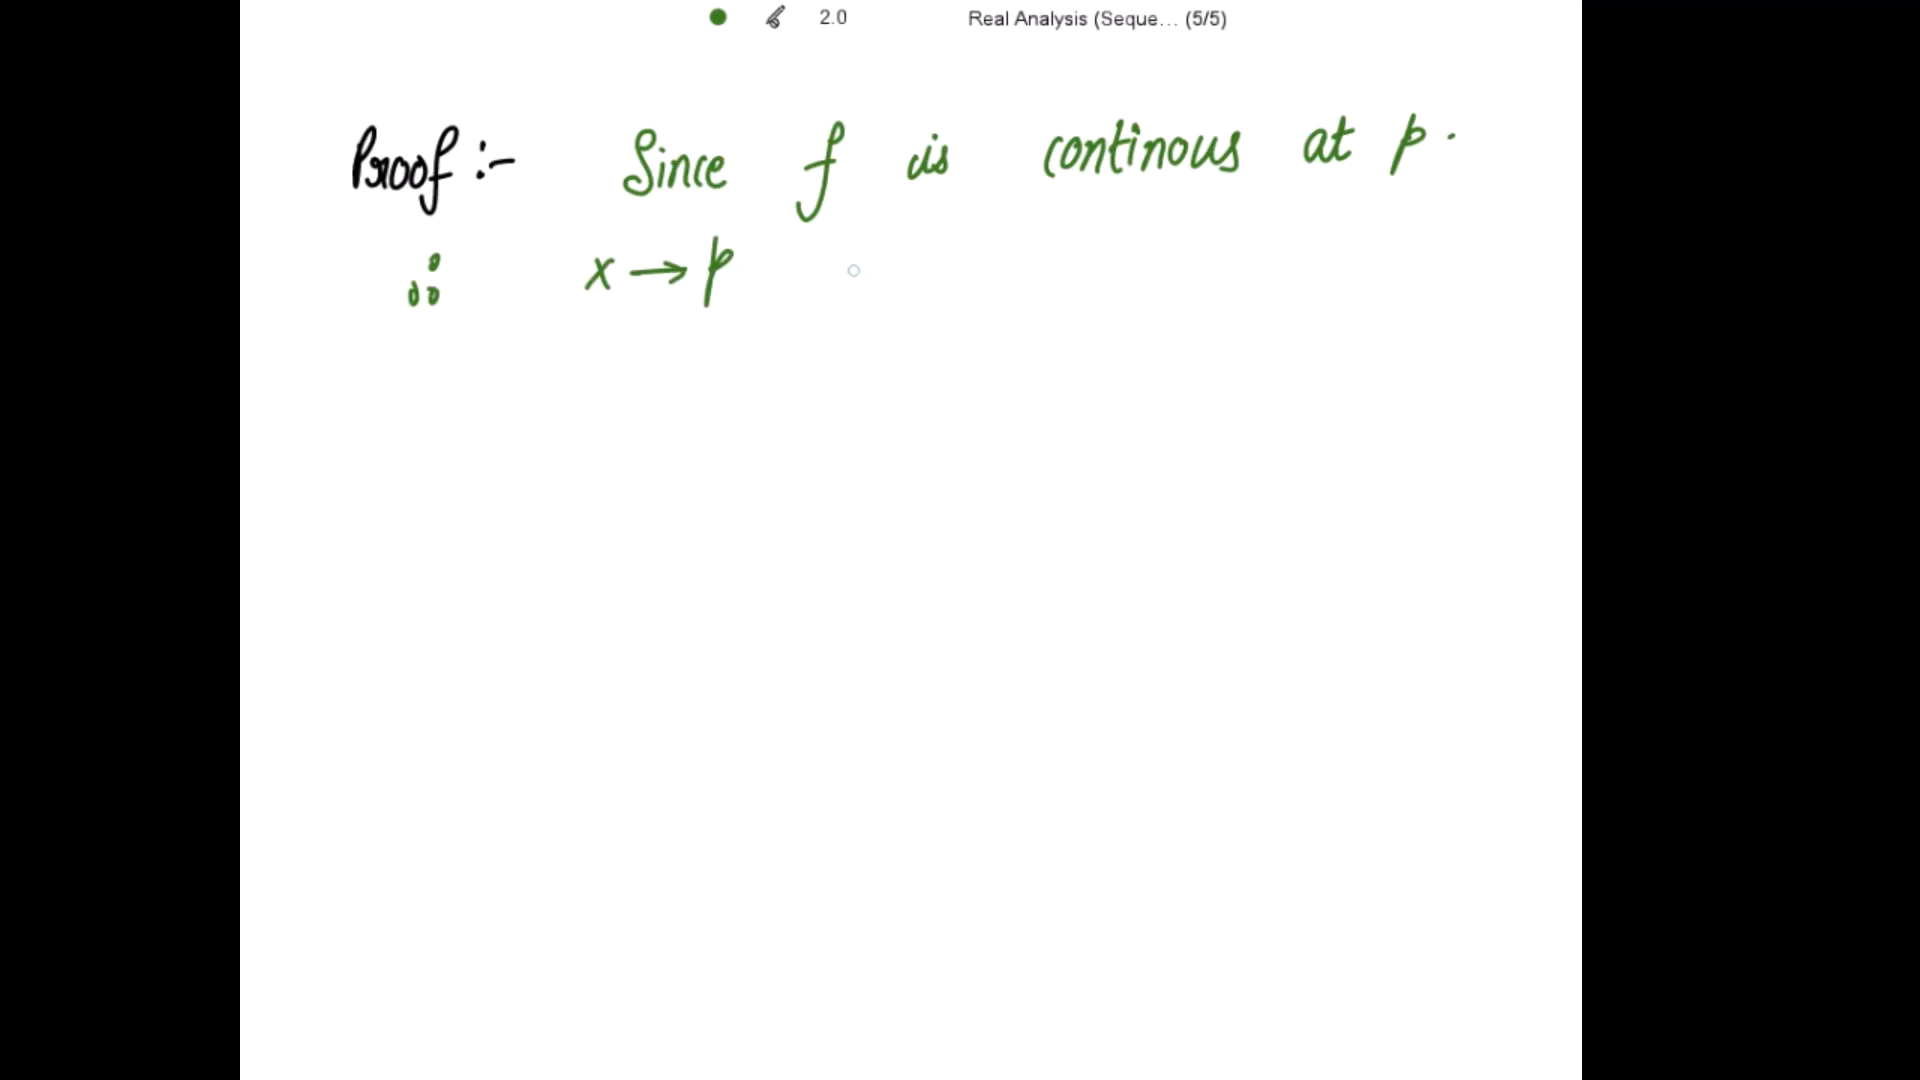 2.0 Real Analysis (Seque... (5/5)
Proof :- Since f is continous at p.
∴ x → p